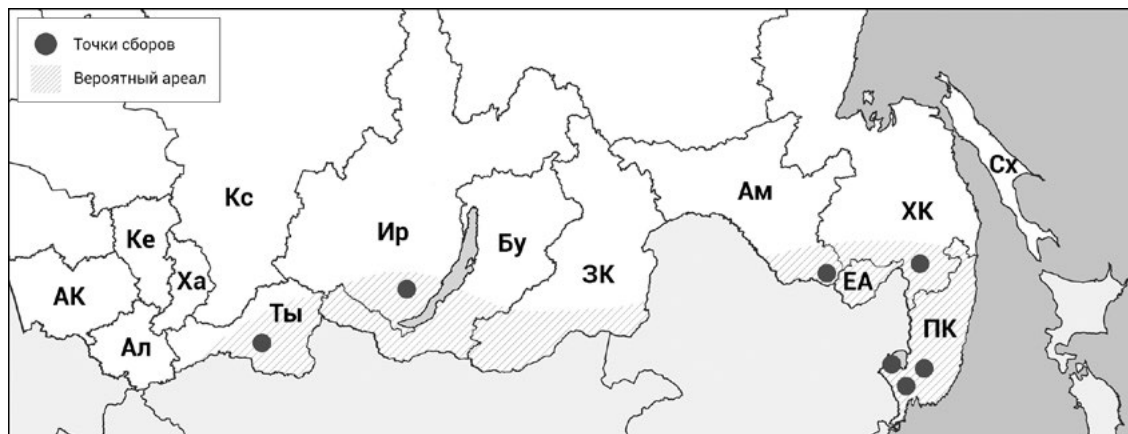 Точки сборов
Вероятный ареал
Кс
Ке
Ха
АК
Ал
Ты
Ир
Бу
ЗК
Ам
ХК
ЕА
ПК
Сх